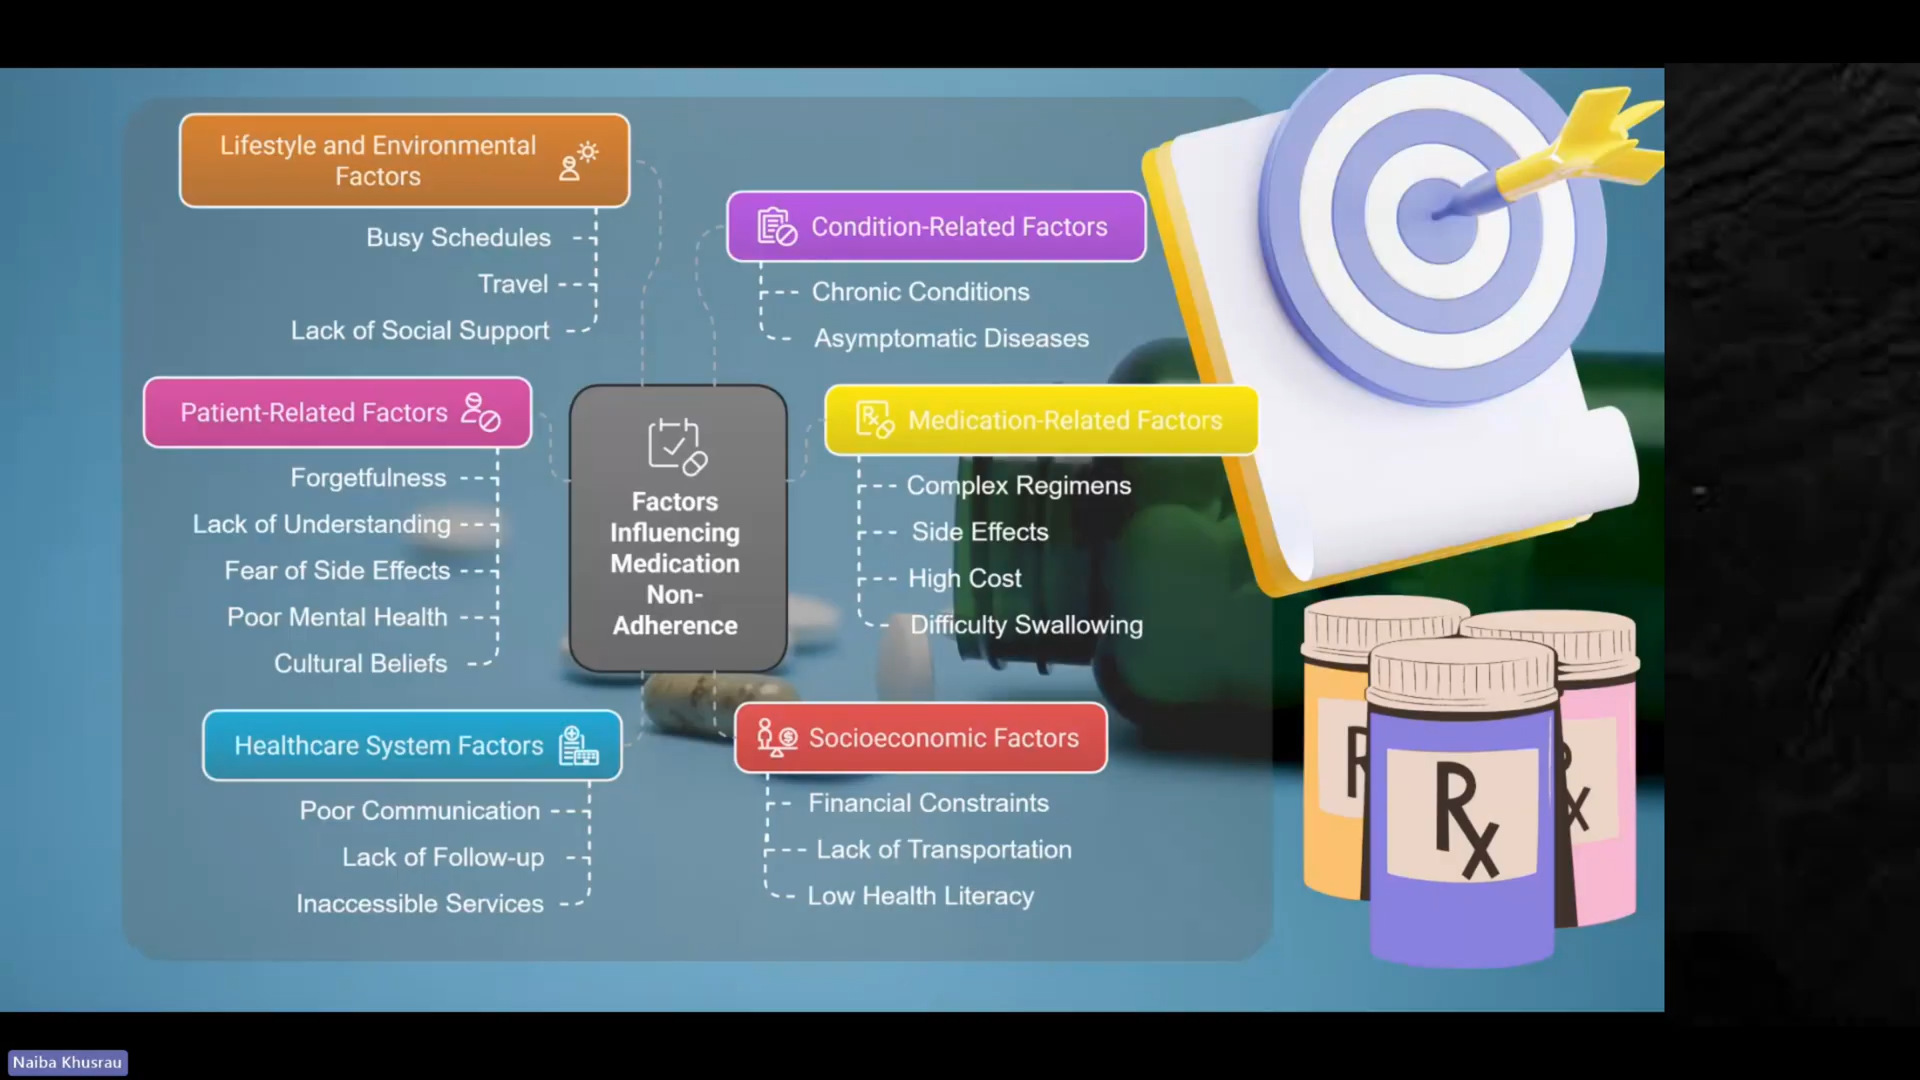 Lifestyle and Environmental
Factors
Busy Schedules
Travel
Lack of Social Support
Condition-Related Factors
Chronic Conditions
Asymptomatic Diseases
Patient-Related Factors
Forgetfulness
Lack of Understanding
Fear of Side Effects
Poor Mental Health
Cultural Beliefs
Factors
Influencing
Medication
Non-
Adherence
Rx
Medication-Related Factors
Complex Regimens
Side Effects
High Cost
Difficulty Swallowing
Healthcare System Factors
Poor Communication
Lack of Follow-up
Inaccessible Services
$
Socioeconomic Factors
Financial Constraints
Lack of Transportation
Low Health Literacy
R
Rx
x
Naiba Khusrau